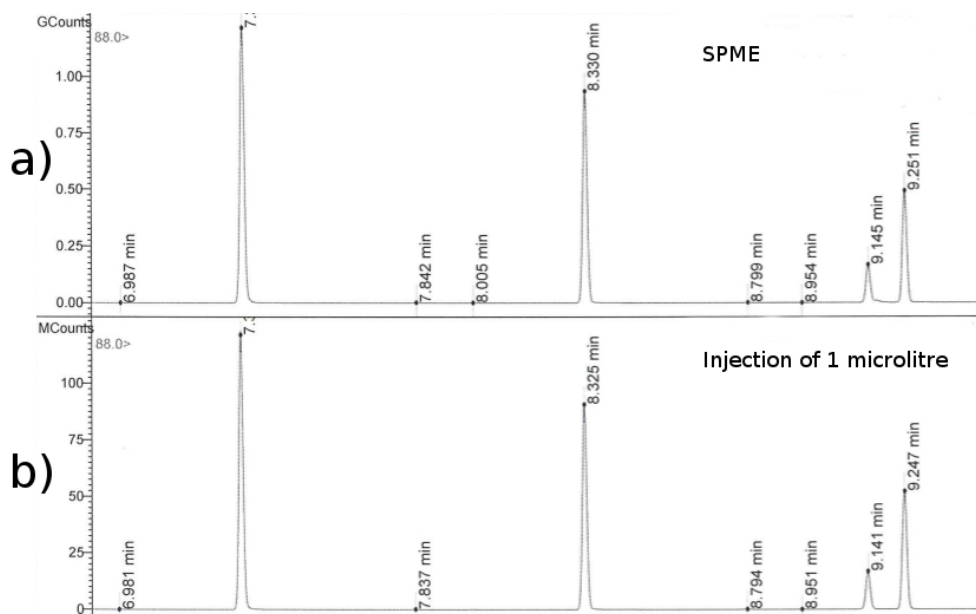 a)
GCounts
88.0>
1.00
0.75
0.50
0.25
0.00
SPME
6.987 min
7.842 min
8.005 min
8.330 min
8.799 min
8.954 min
9.145 min
9.251 min
b)
MCounts
88.0>
100
75
50
25
0
Injection of 1 microlitre
6.981 min
7.837 min
8.325 min
8.794 min
8.951 min
9.141 min
9.247 min